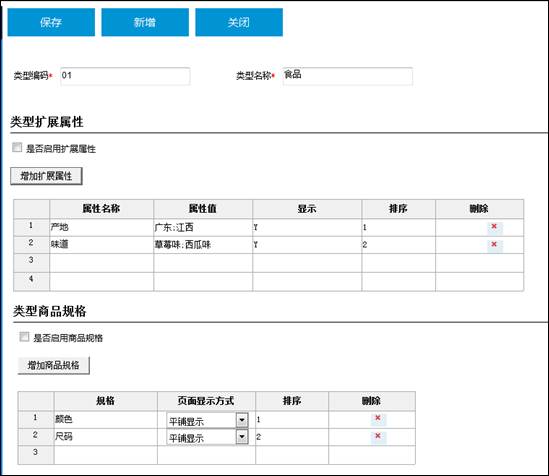 保存 新增 关闭
类型编码* 01 类型名称* 食品
类型扩展属性
是否启用扩展属性
增加扩展属性
属性名称 属性值 显示 排序 删除
1 产地 广东;江西 Y 1
2 味道 草莓味;西瓜味 Y 2
3
4
类型商品规格
是否启用商品规格
增加商品规格
规格 页面显示方式 排序 删除
1 颜色 平铺显示 1
2 尺码 平铺显示 2
3